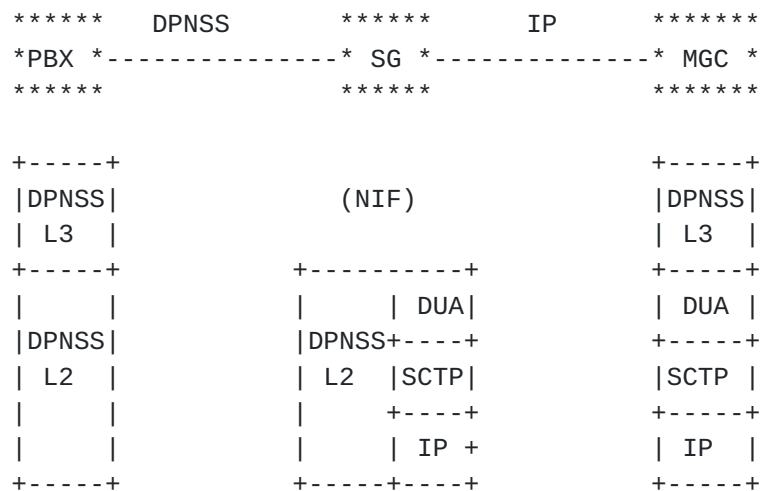 ******   DPNSS        ******      IP      *******
*PBX *---------------* SG *--------------* MGC *
******               ******              *******

+-----+                                  +-----+
|DPNSS|              (NIF)               |DPNSS|
| L3  |                                  | L3  |
+-----+           +----------+           +-----+
|     |           |     | DUA|           | DUA |
|DPNSS|           |DPNSS+----+           +-----+
| L2  |           | L2  |SCTP|           |SCTP |
|     |           |     +----+           +-----+
|     |           |     | IP +           | IP  |
+-----+           +-----+----+           +-----+